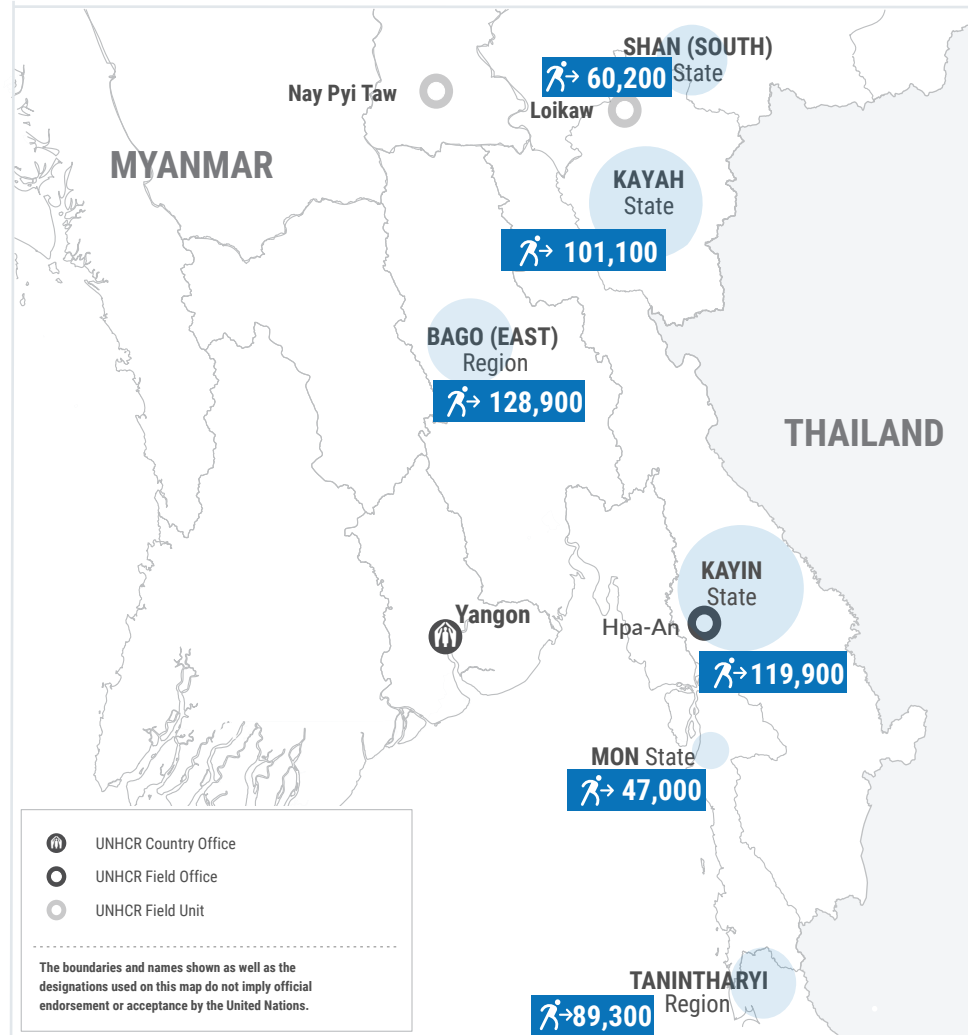 SHAN (SOUTH)
State
60,200
Nay Pyi Taw
Loikaw
MYANMAR
KAYAH
State
101,100
BAGO (EAST)
Region
128,900
THAILAND
KAYIN
State
Yangon
Hpa-An
119,900
MON State
47,000
UNHCR Country Office
UNHCR Field Office
UNHCR Field Unit
The boundaries and names shown as well as the
designations used on this map do not imply official
endorsement or acceptance by the United Nations.
TANINTHARYI
Region
89,300